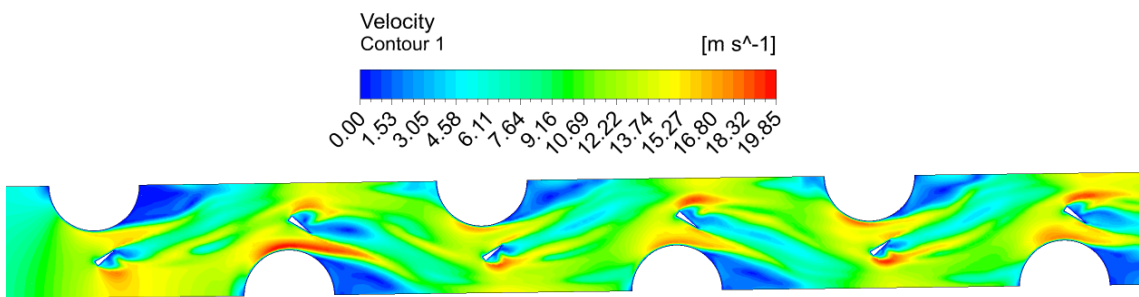 Velocity
Contour 1 [m s^-1]
0.00 1.53 3.05 4.58 6.11 7.64 9.16 10.69 12.22 13.74 15.27 16.80 18.32 19.85